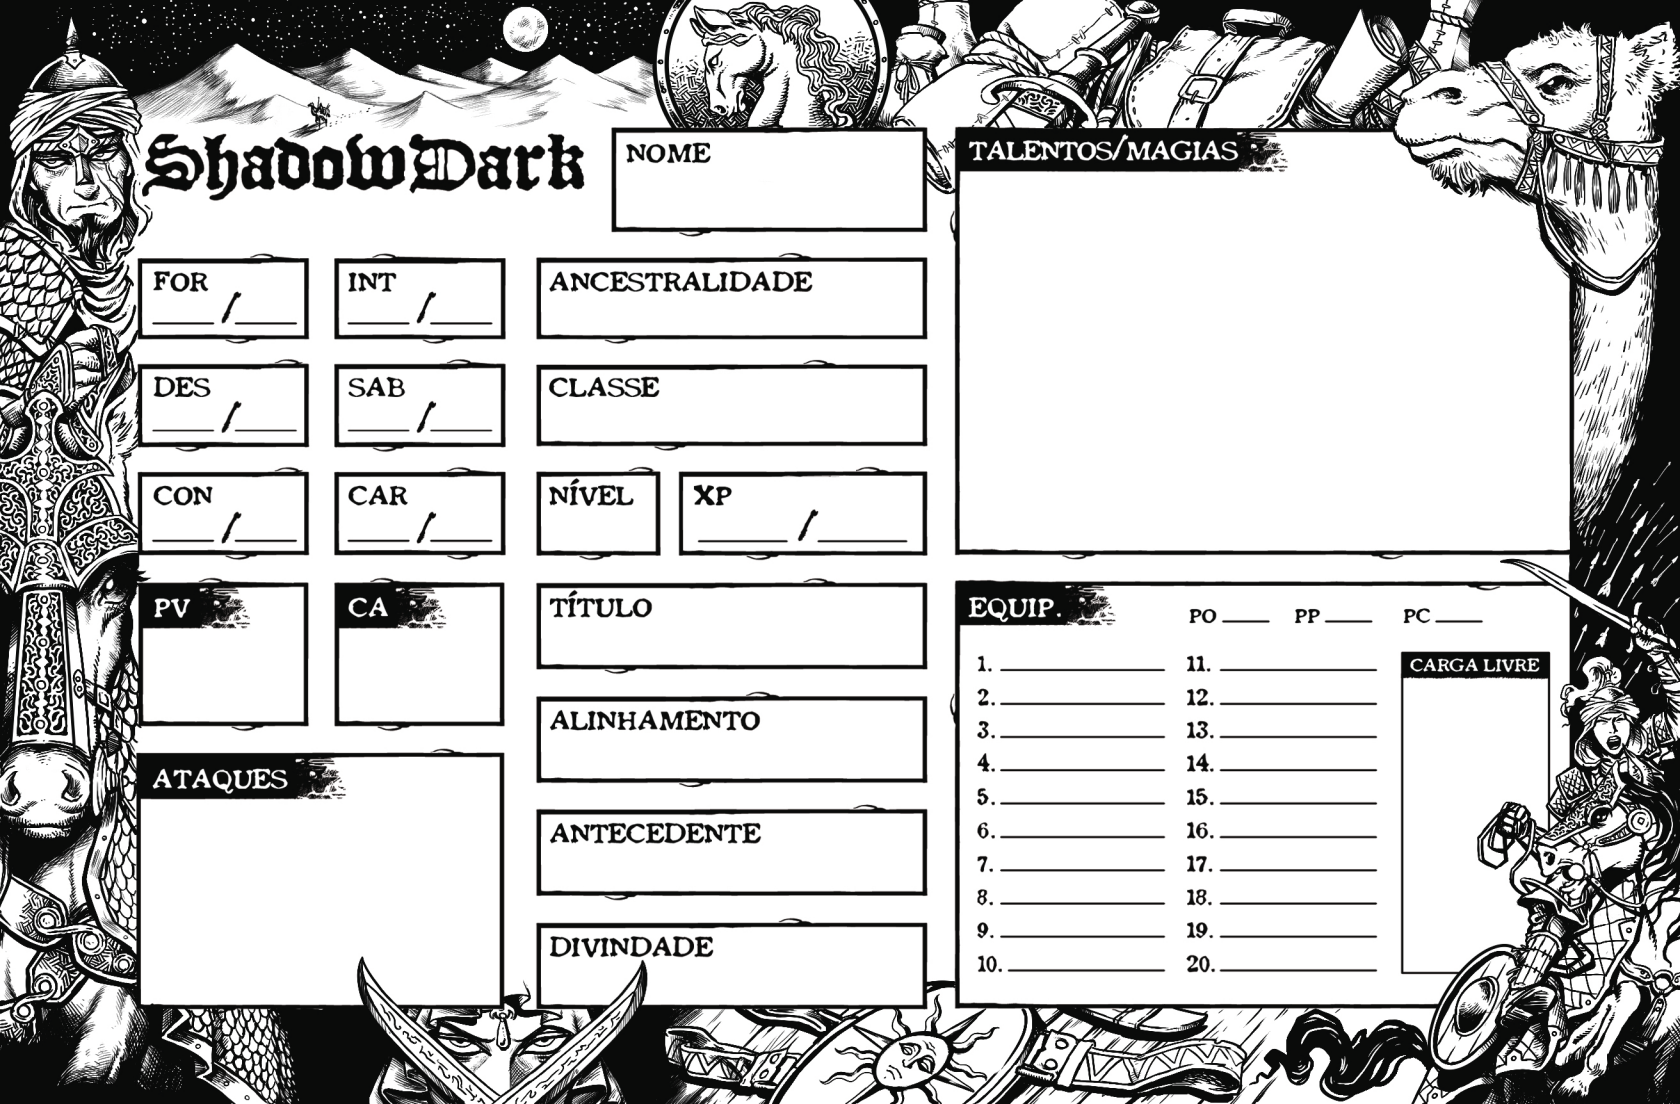 ShadowDark
NOME
FOR
/
INT
/
ANCESTRALIDADE
DES
/
SAB
/
CLASSE
CON
/
CAR
/
NÍVEL
XP
/
PV
CA
TÍTULO
ALINHAMENTO
ATAQUES
ANTECEDENTE
DIVINDADE
TALENTOS/MAGIAS
EQUIP.
PO
PP
PC
CARGA LIVRE
1.
2.
3.
4.
5.
6.
7.
8.
9.
10.
11.
12.
13.
14.
15.
16.
17.
18.
19.
20.